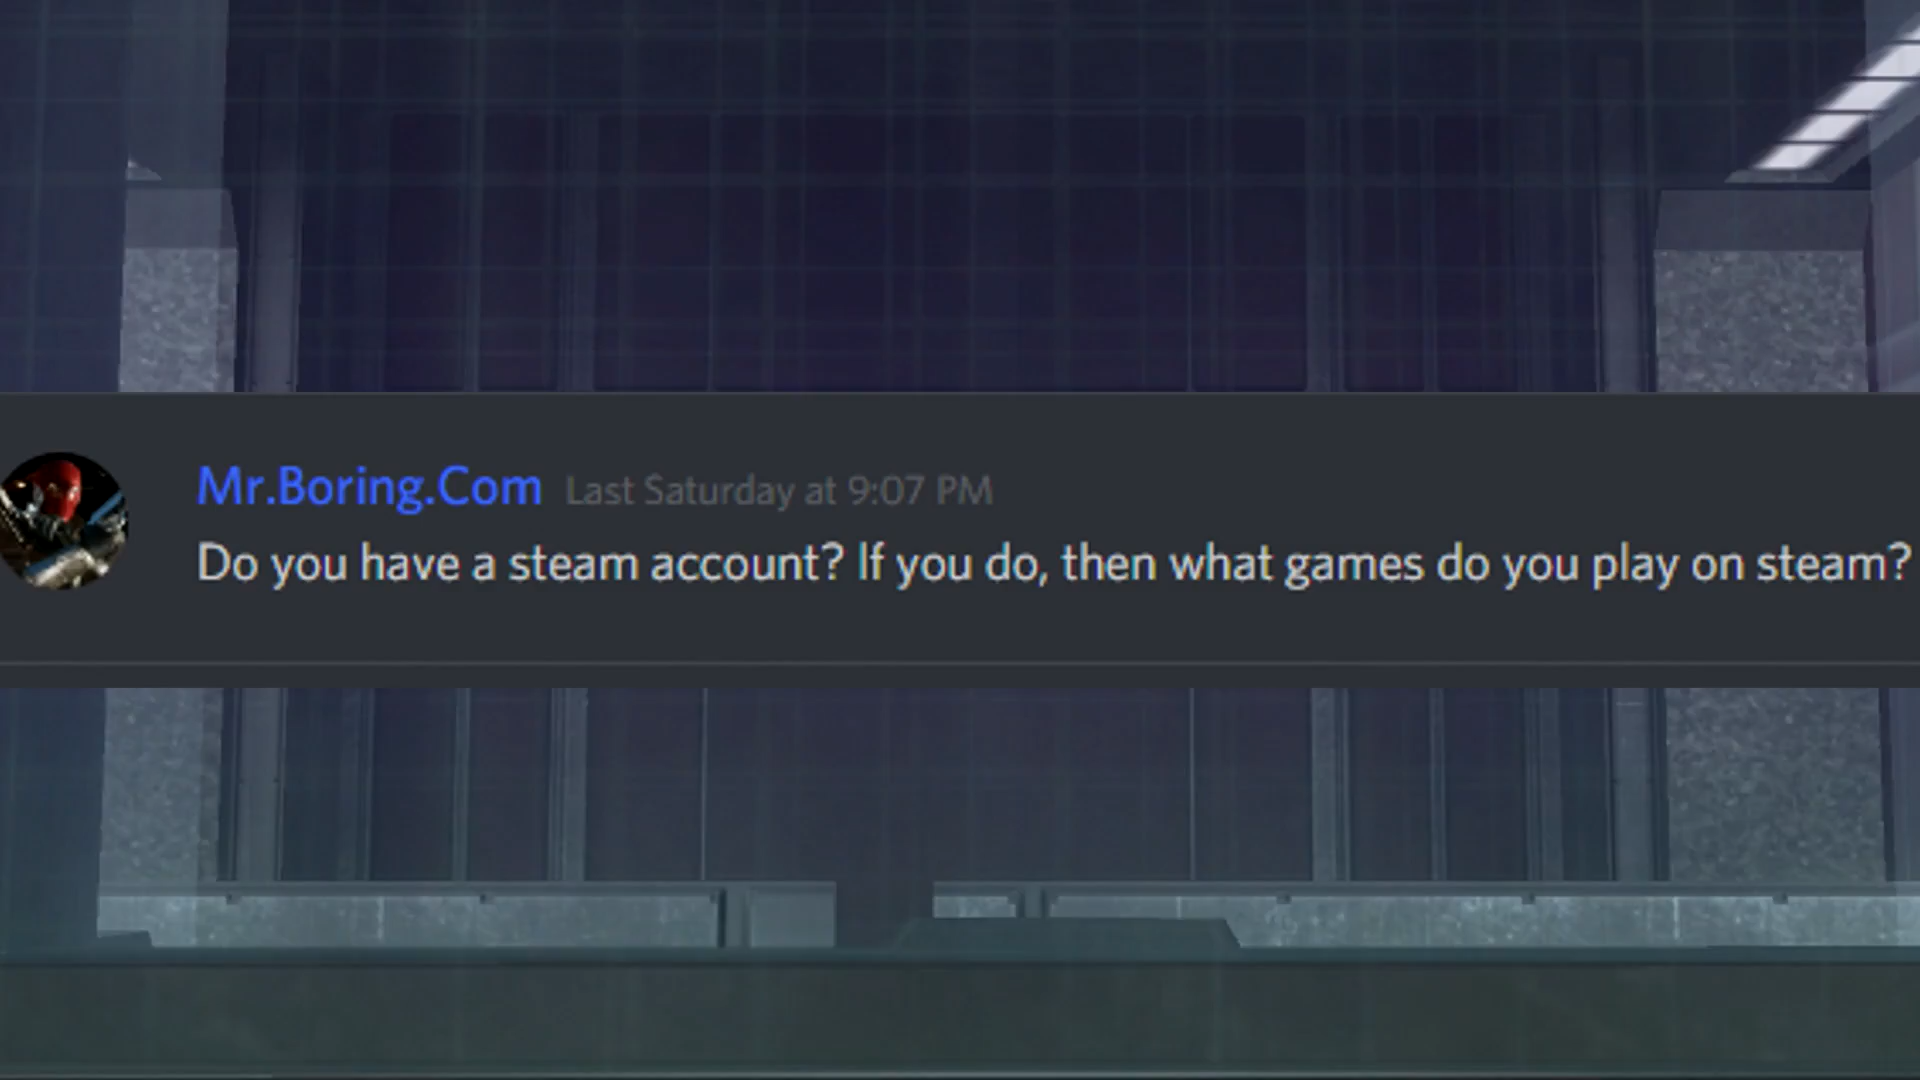 Mr.Boring.Com Last Saturday at 9:07 PM
Do you have a steam account? If you do, then what games do you play on steam?